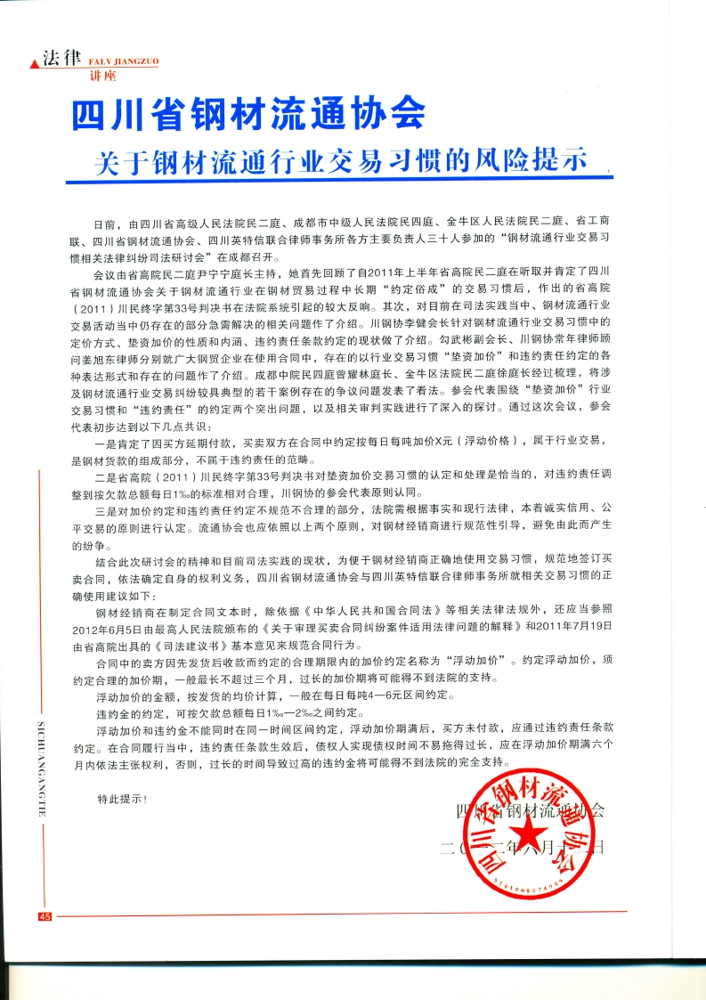 法律 FALV JIANGZUO
讲座
四川省钢材流通协会
关于钢材流通行业交易习惯的风险提示
日前，由四川省高级人民法院民二庭、成都市中级人民法院民四庭、金牛区人民法院民二庭、省工商
联、四川省钢材流通协会、四川英特信联合律师事务所各方主要负责人三十人参加的“钢材流通行业交易习
惯相关法律纠纷司法研讨会”在成都召开。
会议由省高院民二庭尹宁宁庭长主持，她首先回顾了自2011年上半年省高院民二庭在听取并肯定了四川
省钢材流通协会关于钢材流通行业在钢材贸易过程中长期“约定俗成”的交易习惯后，作出的省高院
（2011）川民终字第33号判决书在法院系统引起的较大反响。其次，对目前在司法实践当中、钢材流通行业
交易活动当中仍存在的部分急需解决的相关问题作了介绍。川钢协李健会长针对钢材流通行业交易习惯中的
定价方式、垫资加价的性质和内涵、违约责任条款约定的现状做了介绍。勾武彬副会长、川钢协常年律师顾
问姜旭东律师分别就广大钢贸企业在使用合同中，存在的以行业交易习惯“垫资加价”和违约责任约定的各
种表达形式和存在的问题作了介绍。成都中院民四庭曾耀林庭长、金牛区法院民二庭徐庭长经过梳理，将涉
及钢材流通行业交易纠纷较具典型的若干案例存在的争议问题发表了看法。参会代表围绕“垫资加价”行业
交易习惯和“违约责任”的约定两个突出问题，以及相关审判实践进行了深入的探讨。通过这次会议，参会
代表初步达到以下几点共识：
一是肯定了因买方延期付款，买卖双方在合同中约定按每日每吨加价X元（浮动价格），属于行业交易，
是钢材货款的组成部分，不属于违约责任的范畴。
二是省高院（2011）川民终字第33号判决书对垫资加价交易习惯的认定和处理是恰当的，对违约责任调
整到按欠款总额每日1‰的标准相对合理，川钢协的参会代表原则认同。
三是对加价约定和违约责任约定不规范不合理的部分，法院需根据事实和现行法律，本着诚实信用、公
平交易的原则进行认定。流通协会也应依照以上两个原则，对钢材经销商进行规范性引导，避免由此而产生
的纷争。
结合此次研讨会的精神和目前司法实践的现状，为便于钢材经销商正确地使用交易习惯，规范地签订买
卖合同，依法确定自身的权利义务，四川省钢材流通协会与四川英特信联合律师事务所就相关交易习惯的正
确使用建议如下：
钢材经销商在制定合同文本时，除依据《中华人民共和国合同法》等相关法律法规外，还应当参照
2012年6月5日由最高人民法院颁布的《关于审理买卖合同纠纷案件适用法律问题的解释》和2011年7月19日
由省高院出具的《司法建议书》基本意见来规范合同行为。
合同中的卖方因先发货后收款而约定的合理期限内的加价约定名称为“浮动加价”。约定浮动加价，须
约定合理的加价期，一般最长不超过三个月，过长的加价期将可能得不到法院的支持。
浮动加价的金额，按发货的均价计算，一般在每日每吨4—6元区间约定。
违约金的约定，可按欠款总额每日1‰—2‰之间约定。
浮动加价和违约金不能同时在同一时间区间约定，浮动加价期满后，买方未付款，应通过违约责任条款
约定。在合同履行当中，违约责任条款生效后，债权人实现债权时间不易拖得过长，应在浮动加价期满六个
月内依法主张权利，否则，过长的时间导致过高的违约金将可能得不到法院的完全支持。
特此提示！
四川省钢材流通协会
二〇一二年六月十二日
四川省钢材流通协会
SICHUANGANGTIE
45